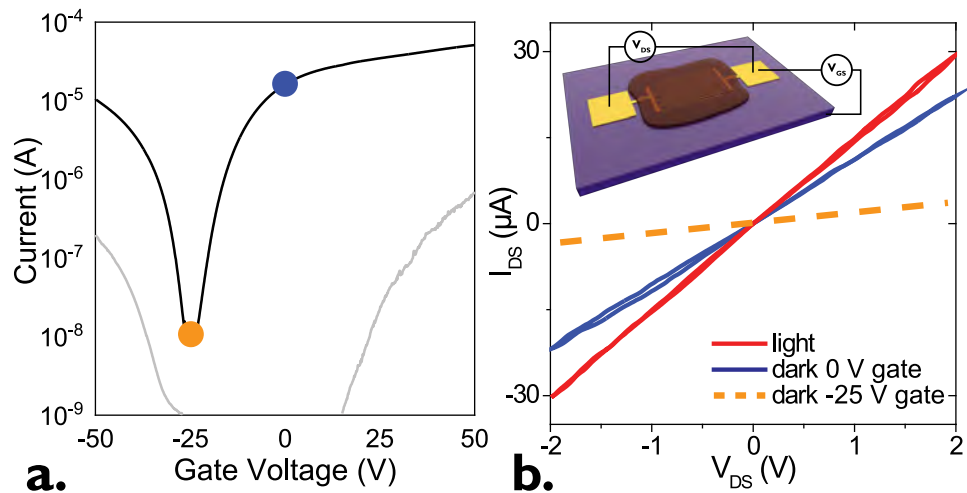 Current (A)
10⁻⁴
10⁻⁵
10⁻⁶
10⁻⁷
10⁻⁸
10⁻⁹
-50
-25
0
25
50
Gate Voltage (V)
a.
I_DS (µA)
30
0
-30
V_DS
V_GS
light
dark 0 V gate
dark -25 V gate
-2
-1
0
1
2
V_DS (V)
b.